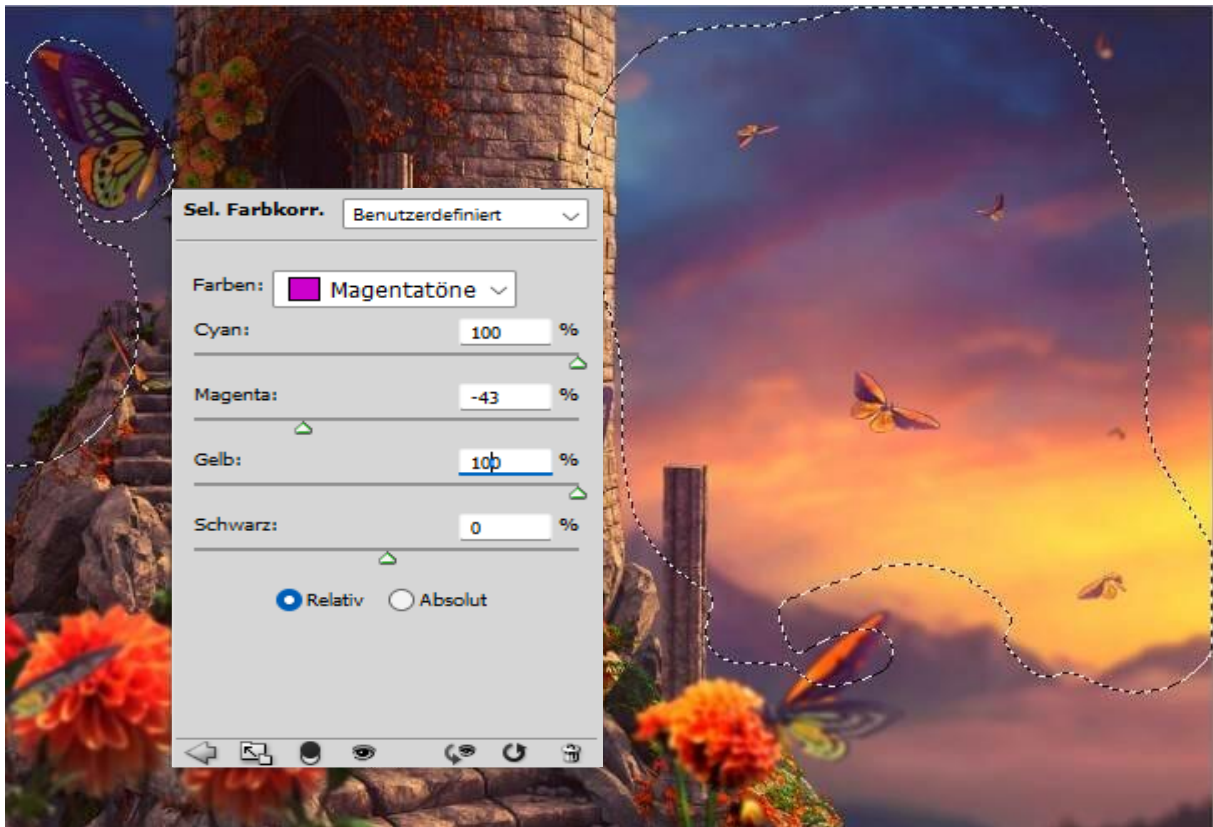 Sel. Farbkorr. Benutzerdefiniert
Farben: Magentatöne
Cyan: 100 %
Magenta: -43 %
Gelb: 100 %
Schwarz: 0 %
Relativ Absolut